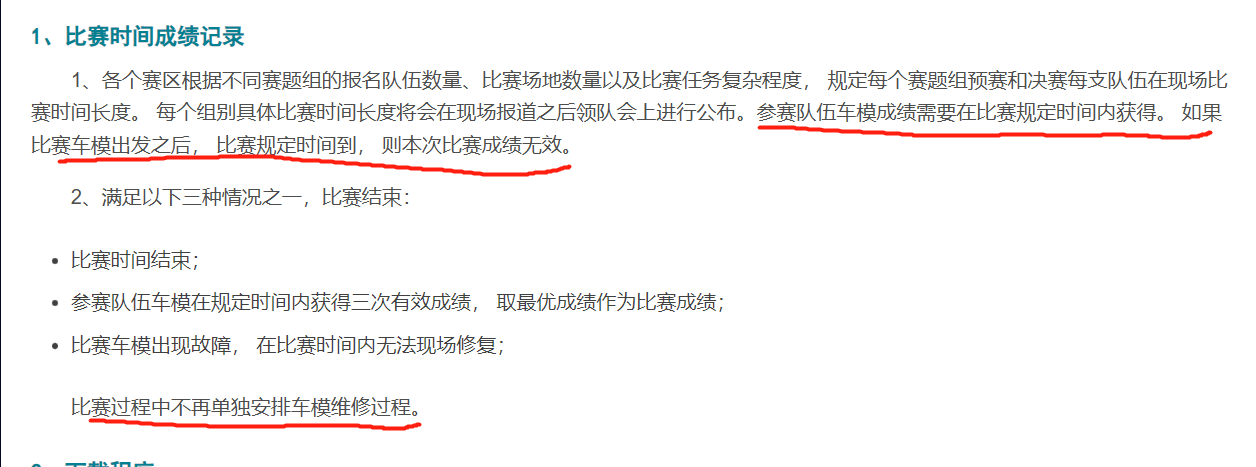 1、比赛时间成绩记录
1、各个赛区根据不同赛题组的报名队伍数量、比赛场地数量以及比赛任务复杂程度， 规定每个赛题组预赛和决赛每支队伍在现场比
赛时间长度。 每个组别具体比赛时间长度将会在现场报道之后领队会上进行公布。参赛队伍车模成绩需要在比赛规定时间内获得。 如果
比赛车模出发之后， 比赛规定时间到， 则本次比赛成绩无效。
2、满足以下三种情况之一，比赛结束：
• 比赛时间结束；
• 参赛队伍车模在规定时间内获得三次有效成绩， 取最优成绩作为比赛成绩；
• 比赛车模出现故障， 在比赛时间内无法现场修复；
比赛过程中不再单独安排车模维修过程。